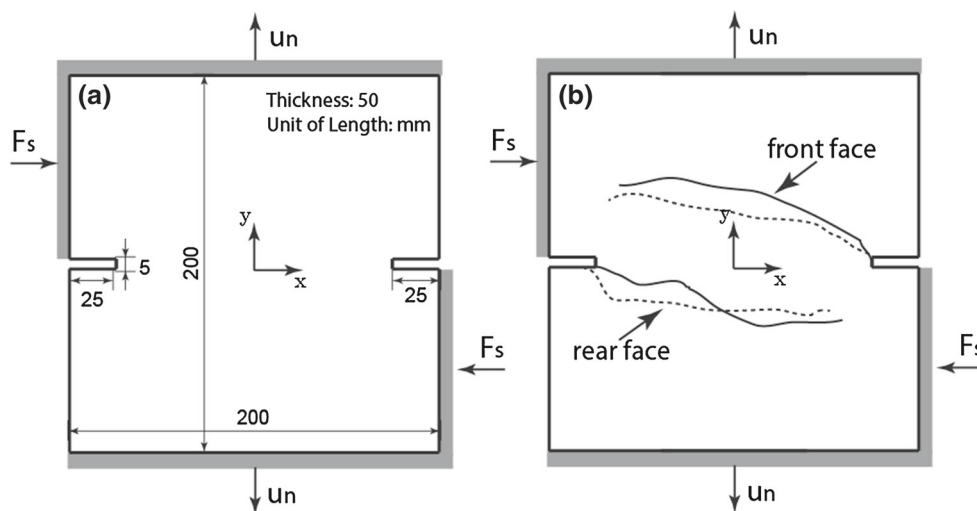 un
(a)
Thickness: 50
Unit of Length: mm
Fs
y
x
200
5
25
25
Fs
200
un
un
(b)
Fs
front face
y
x
rear face
Fs
un